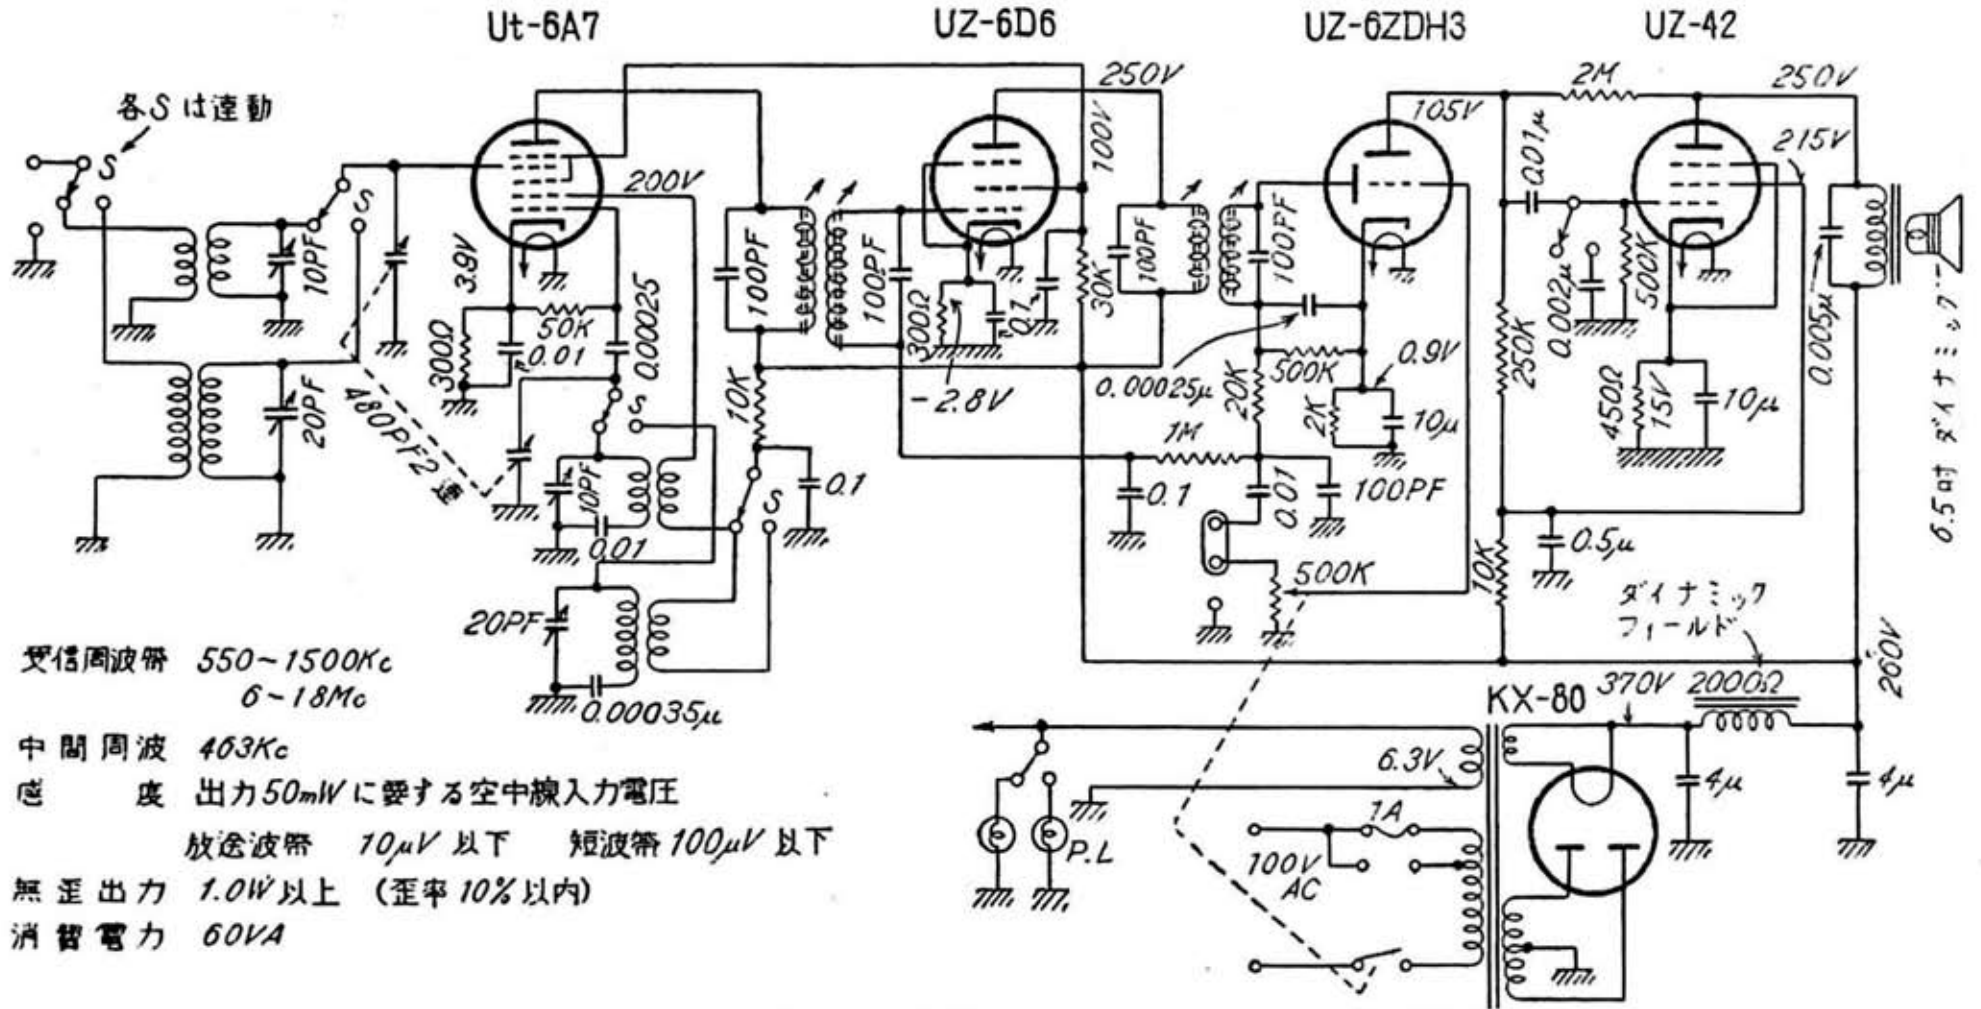 Ut-6A7
UZ-6D6
UZ-6ZDH3
UZ-42
各Sは連動
S
S
S
10PF
20PF
480PF2連
3.9V
300Ω
50K
0.01
0.00025
200V
S
10PF
0.01
20PF
0.00035μ
S
0.1
10K
100PF
100PF
300Ω
-2.8V
0.1
250V
100V
30K
100PF
100PF
0.00025μ
20K
500K
0.9V
2K
10μ
1M
0.1
0.01
100PF
500K
105V
2M
0.01μ
250K
0.002μ
500K
250V
215V
450Ω
15V
10μ
0.005μ
6.5吋ダイナミック
0.5μ
10K
ダイナミック
フィールド
260V
KX-80
370V
2000Ω
4μ
4μ
6.3V
1A
100V
AC
P.L
受信周波帯 550~1500Kc
6~18Mc
中間周波 463Kc
感度 出力50mWに要する空中線入力電圧
放送波帯 10μV以下 短波帯100μV以下
無歪出力 1.0W以上 (歪率10%以内)
消費電力 60VA